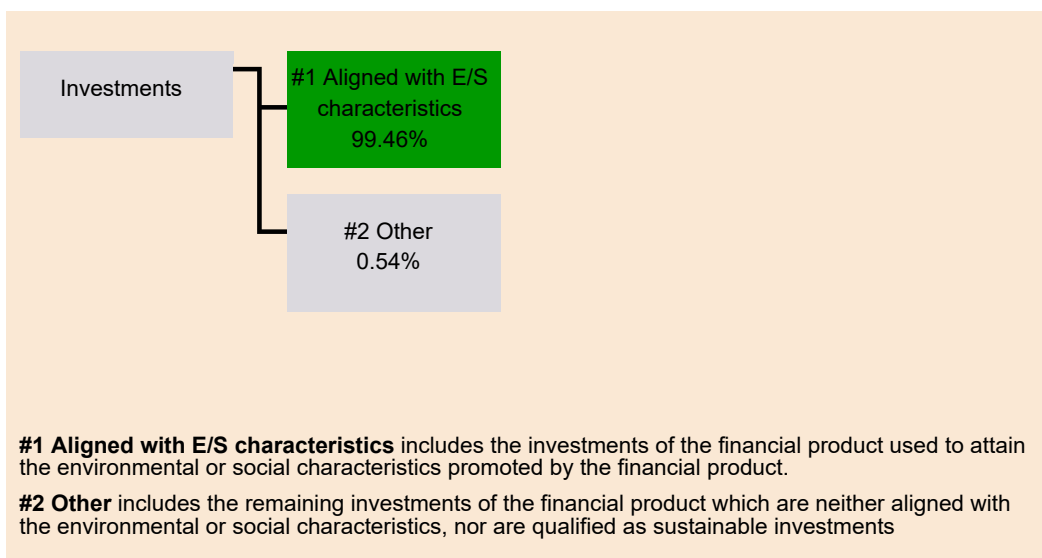 Investments
#1 Aligned with E/S
characteristics
99.46%
#2 Other
0.54%
#1 Aligned with E/S characteristics includes the investments of the financial product used to attain
the environmental or social characteristics promoted by the financial product.
#2 Other includes the remaining investments of the financial product which are neither aligned with
the environmental or social characteristics, nor are qualified as sustainable investments